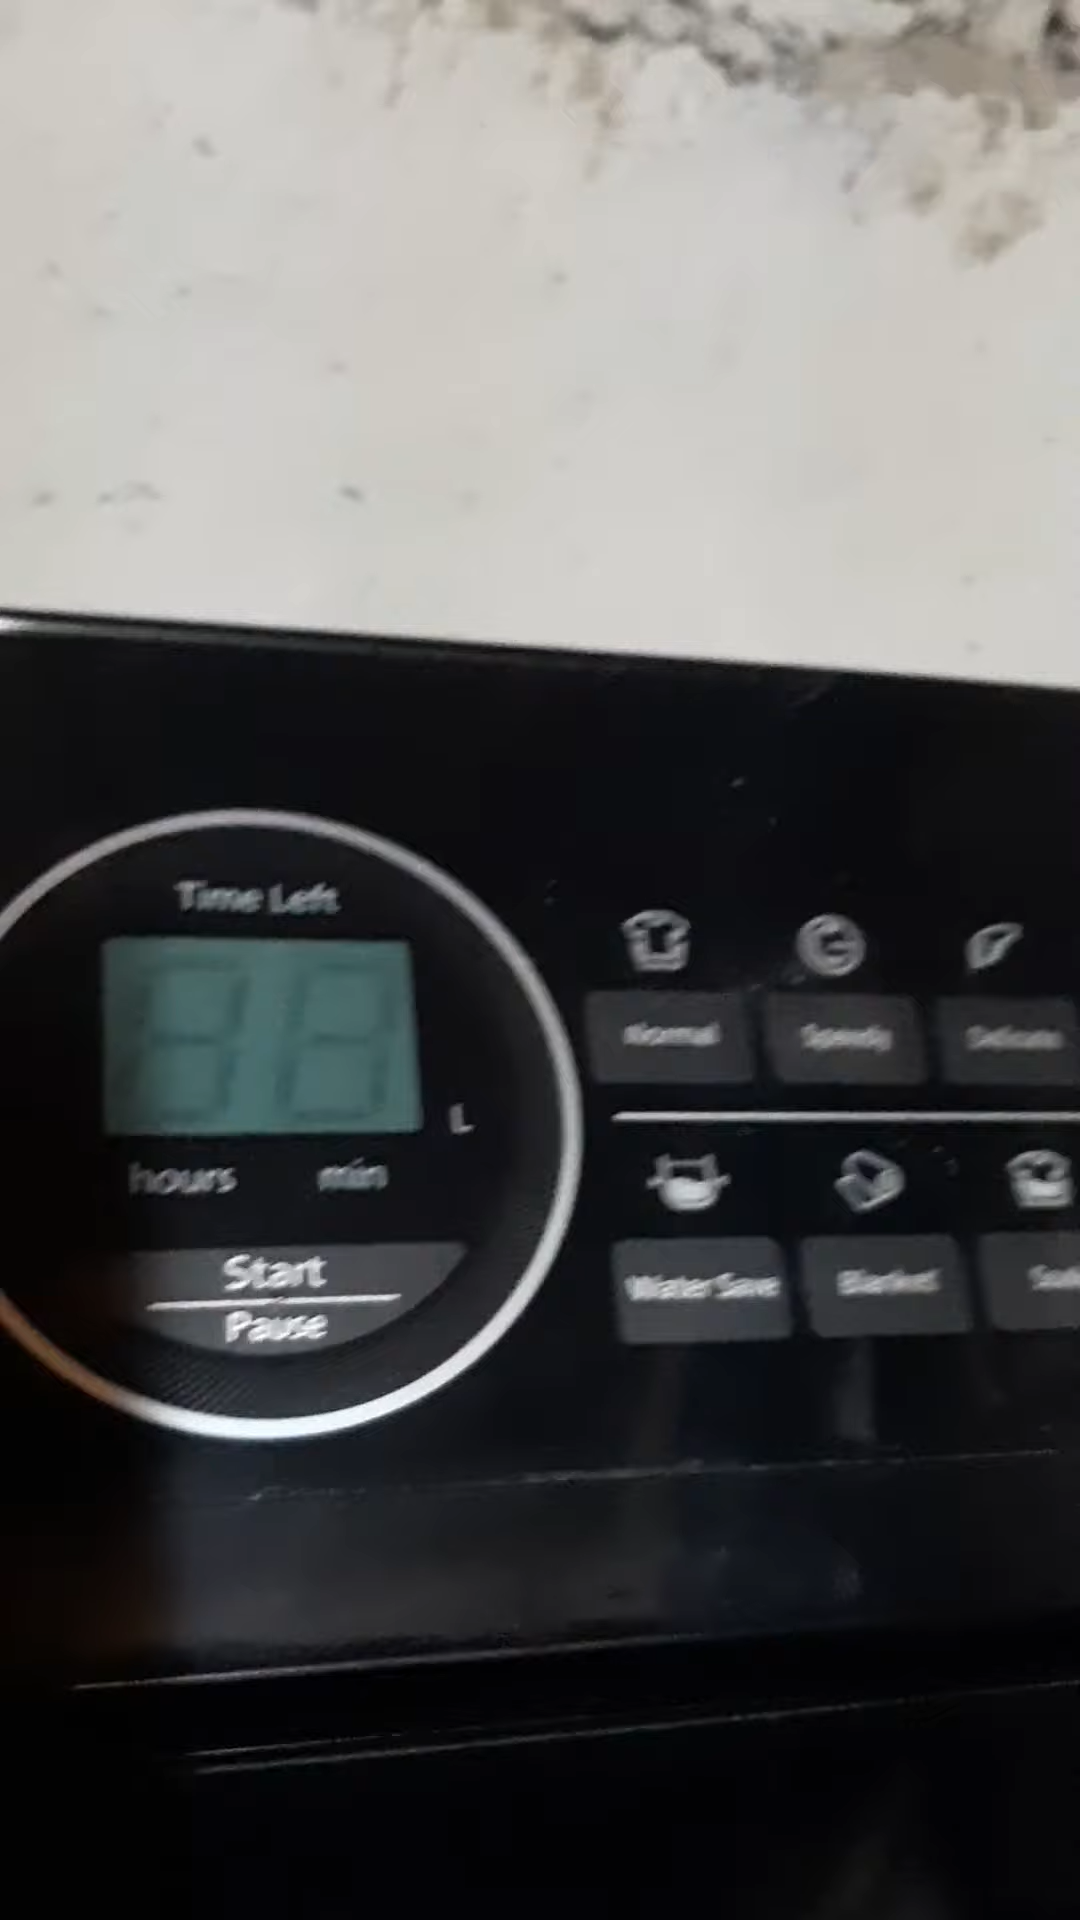 Time Left
L
hours min
Start
Pause
Normal Speedy Delicate
Water Save Blanket